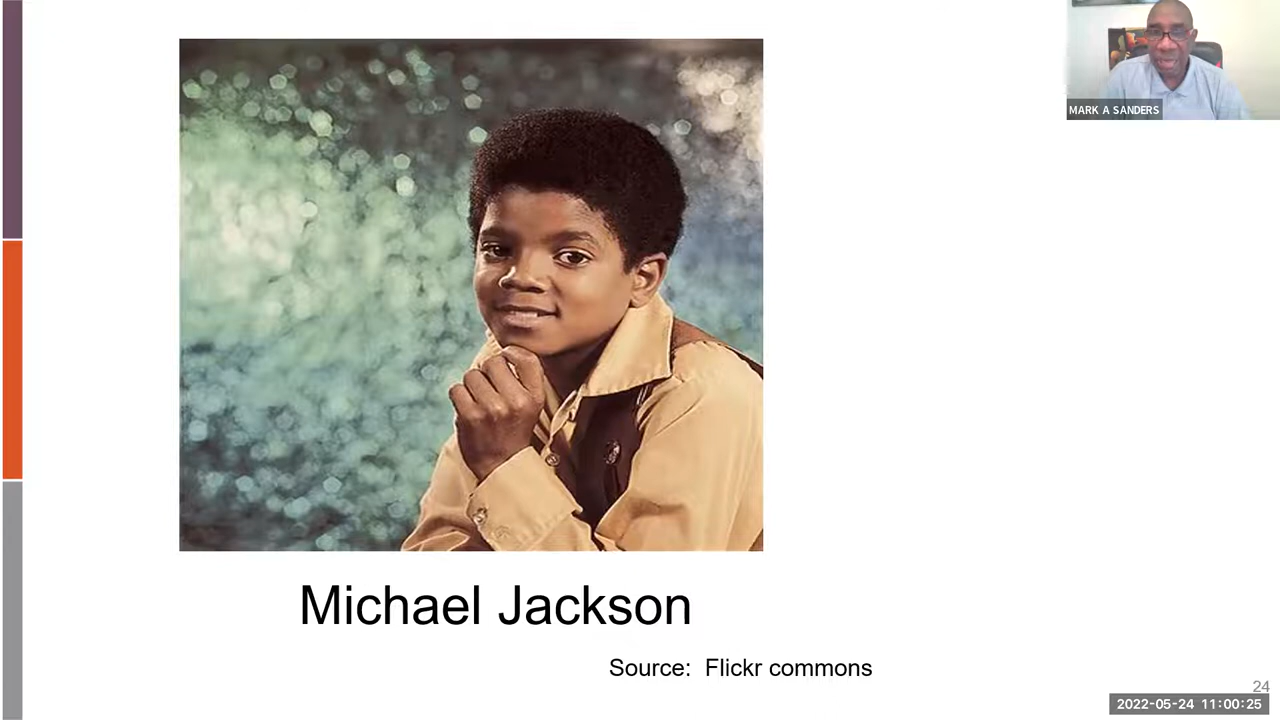 MARK A SANDERS
Michael Jackson
Source: Flickr commons
24
2022-05-24 11:00:25